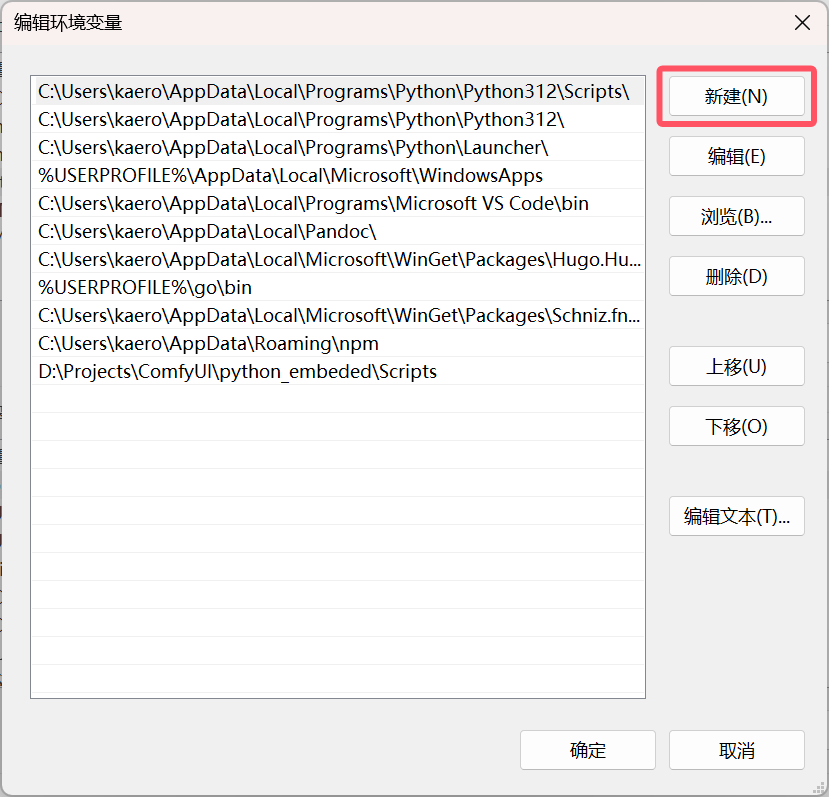 编辑环境变量
C:\Users\kaero\AppData\Local\Programs\Python\Python312\Scripts\
C:\Users\kaero\AppData\Local\Programs\Python\Python312\
C:\Users\kaero\AppData\Local\Programs\Python\Launcher\
%USERPROFILE%\AppData\Local\Microsoft\WindowsApps
C:\Users\kaero\AppData\Local\Programs\Microsoft VS Code\bin
C:\Users\kaero\AppData\Local\Pandoc\
C:\Users\kaero\AppData\Local\Microsoft\WinGet\Packages\Hugo.Hu...
%USERPROFILE%\go\bin
C:\Users\kaero\AppData\Local\Microsoft\WinGet\Packages\Schniz.fn...
C:\Users\kaero\AppData\Roaming\npm
D:\Projects\ComfyUI\python_embeded\Scripts
新建(N)
编辑(E)
浏览(B)...
删除(D)
上移(U)
下移(O)
编辑文本(T)...
确定
取消